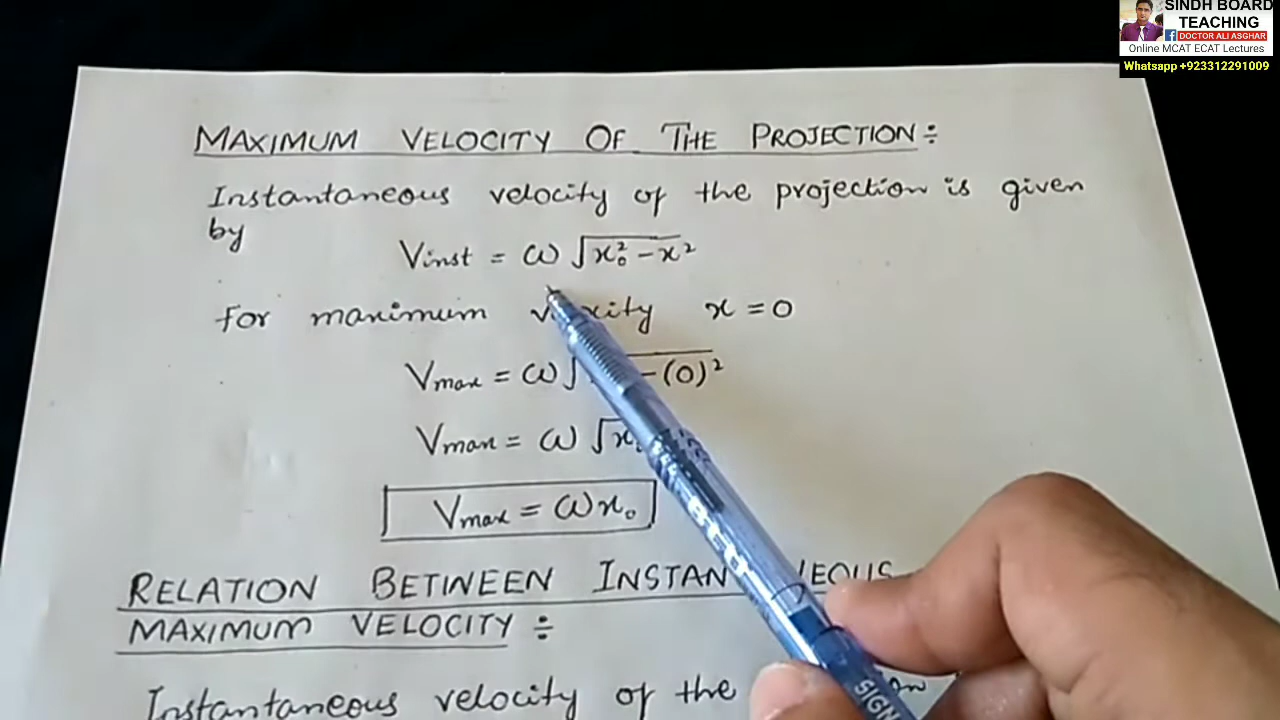 SINDH BOARD
TEACHING
f DOCTOR ALI ASGHAR
Online MCAT ECAT Lectures
Whatsapp +923312291009
MAXIMUM VELOCITY OF THE PROJECTION ÷
Instantaneous velocity of the projection is given
by
Vinst = ω √x₀² - x²
For maximum x = 0
Vmax = ω √ - (0)²
Vmax = ω √x
Vmax = ωx₀
RELATION BETWEEN
MAXIMUM VELOCITY ÷
Instantaneous velocity of the